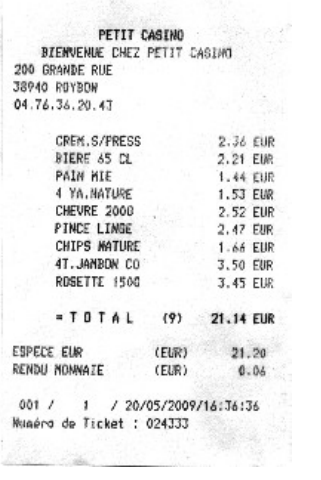 PETIT CASINO
BIENVENUE CHEZ PETIT CASINO
200 GRANDE RUE
38940 ROYBON
04.76.36.20.43
CREM.S/PRESS 2.36 EUR
BIERE 65 CL 2.21 EUR
PAIN MIE 1.44 EUR
4 YA.NATURE 1.53 EUR
CHEVRE 200G 2.52 EUR
PINCE LINGE 2.47 EUR
CHIPS NATURE 1.66 EUR
4T.JAMBON CO 3.50 EUR
ROSETTE 150G 3.45 EUR
=TOTAL (9) 21.14 EUR
ESPECE EUR (EUR) 21.20
RENDU MONNAIE (EUR) 0.06
001 / 1 / 20/05/2009/16:36:36
Numéro de Ticket : 024333